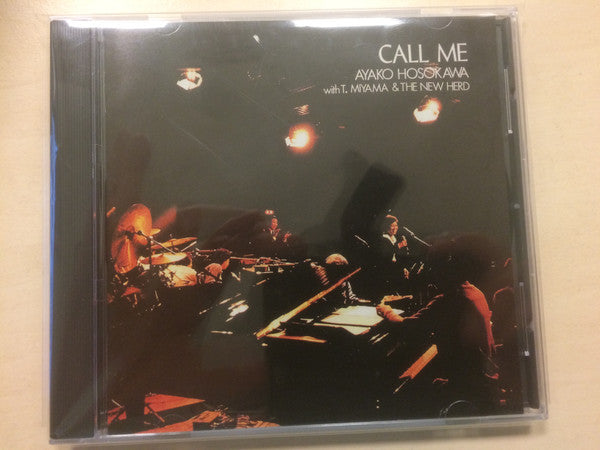 CALL ME
AYAKO HOSOKAWA
with T. MIYAMA & THE NEW HERD